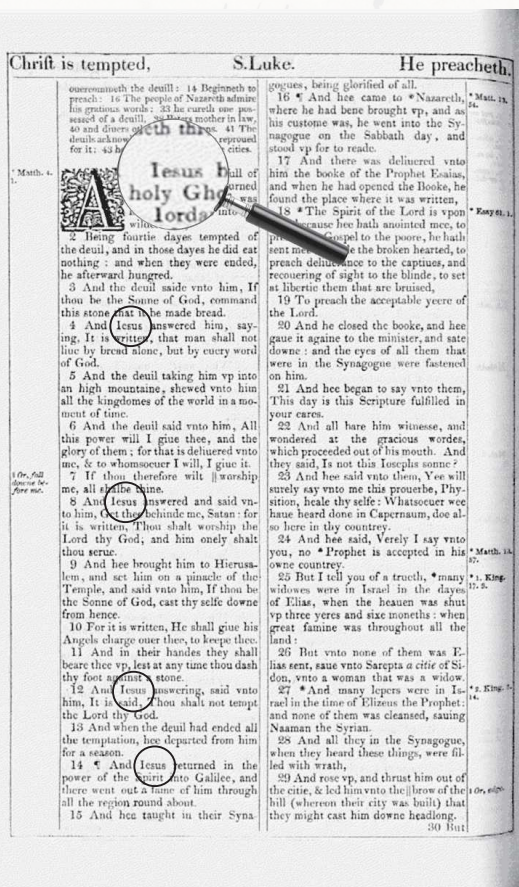 Christ is tempted, S.Luke. He preacheth.
ouercommeth the deuill: 14 Beginneth to
preach: 16 The people of Nazareth admire
his gratious words: 33 he cureth one pos-
sessed of a deuill, mother in law,
40 and diuers 41 The
deuils acknow reproued
for it: 43 h cities.
Iesus
holy Gho
lorda
Matth. 4.
1.
A
2 Being fourtie dayes tempted of
the deuil, and in those dayes he did eat
nothing: and when they were ended,
he afterward hungred.
3 And the deuil saide vnto him, If
thou be the Sonne of God, command
this stone that it be made bread.
4 And Iesus answered him, say-
ing, It is written, that man shall not
liue by bread alone, but by euery word
of God.
5 And the deuil taking him vp into
an high mountaine, shewed vnto him
all the kingdomes of the world in a mo-
ment of time.
6 And the deuil said vnto him, All
this power will I giue thee, and the
glory of them; for that is deliuered vnto
me, & to whomsoeuer I will, I giue it.
7 If thou therefore wilt ||worship
me, all shalbe thine.
|| Or, fall
downe be-
fore me.
8 And Iesus answered and said vn-
to him, Get thee behinde me, Satan: for
it is written, Thou shalt worship the
Lord thy God; and him onely shalt
thou serue.
9 And hee brought him to Hierusa-
lem, and set him on a pinacle of the
Temple, and said vnto him, If thou be
the Sonne of God, cast thy selfe downe
from hence.
10 For it is written, He shall giue his
Angels charge ouer thee, to keepe thee.
11 And in their handes they shall
beare thee vp, lest at any time thou dash
thy foot against a stone.
12 And Iesus answering, said vnto
him, It is said, Thou shalt not tempt
the Lord thy God.
13 And when the deuil had ended all
the temptation, hee departed from him
for a season.
14 ¶ And Iesus returned in the
power of the Spirit into Galilee, and
there went out a fame of him through
all the region round about.
15 And hee taught in their Syna-
gogues, being glorified of all.
16 ¶ And hee came to *Nazareth,
where he had bene brought vp, and as
his custome was, he went into the Sy-
nagogue on the Sabbath day, and
stood vp for to reade.
* Matt. 13.
54.
17 And there was deliuered vnto
him the booke of the Prophet Esaias,
and when he had opened the Booke, he
found the place where it was written,
18 *The Spirit of the Lord is vpon
because hee hath anointed mee, to
Gospel to the poore, he hath
sent me the broken hearted, to
preach deliuerance to the captiues, and
recouering of sight to the blinde, to set
at libertie them that are bruised,
* Esay 61. 1.
19 To preach the acceptable yeere of
the Lord.
20 And he closed the booke, and hee
gaue it againe to the minister, and sate
downe: and the eyes of all them that
were in the Synagogue were fastened
on him.
21 And hee began to say vnto them,
This day is this Scripture fulfilled in
your eares.
22 And all bare him witnesse, and
wondered at the gracious wordes,
which proceeded out of his mouth. And
they said, Is not this Iosephs sonne?
23 And hee said vnto them, Yee will
surely say vnto me this prouerbe, Phy-
sition, heale thy selfe: Whatsoeuer wee
haue heard done in Capernaum, doe al-
so here in thy countrey.
24 And hee said, Verely I say vnto
you, no *Prophet is accepted in his
owne countrey.
* Matth. 13.
57.
25 But I tell you of a trueth, *many
widowes were in Israel in the dayes
of Elias, when the heauen was shut
vp three yeres and sixe moneths: when
great famine was throughout all the
land:
* 1. King.
17. 9.
26 But vnto none of them was E-
lias sent, saue vnto Sarepta a citie of Si-
don, vnto a woman that was a widow.
27 *And many lepers were in Is-
rael in the time of Elizeus the Prophet:
and none of them was cleansed, sauing
Naaman the Syrian.
* 2. King. 5.
14.
28 And all they in the Synagogue,
when they heard these things, were fil-
led with wrath,
29 And rose vp, and thrust him out of
the citie, & led him vnto the||brow of the
hill (whereon their city was built) that
they might cast him downe headlong.
|| Or, edge.
30 But